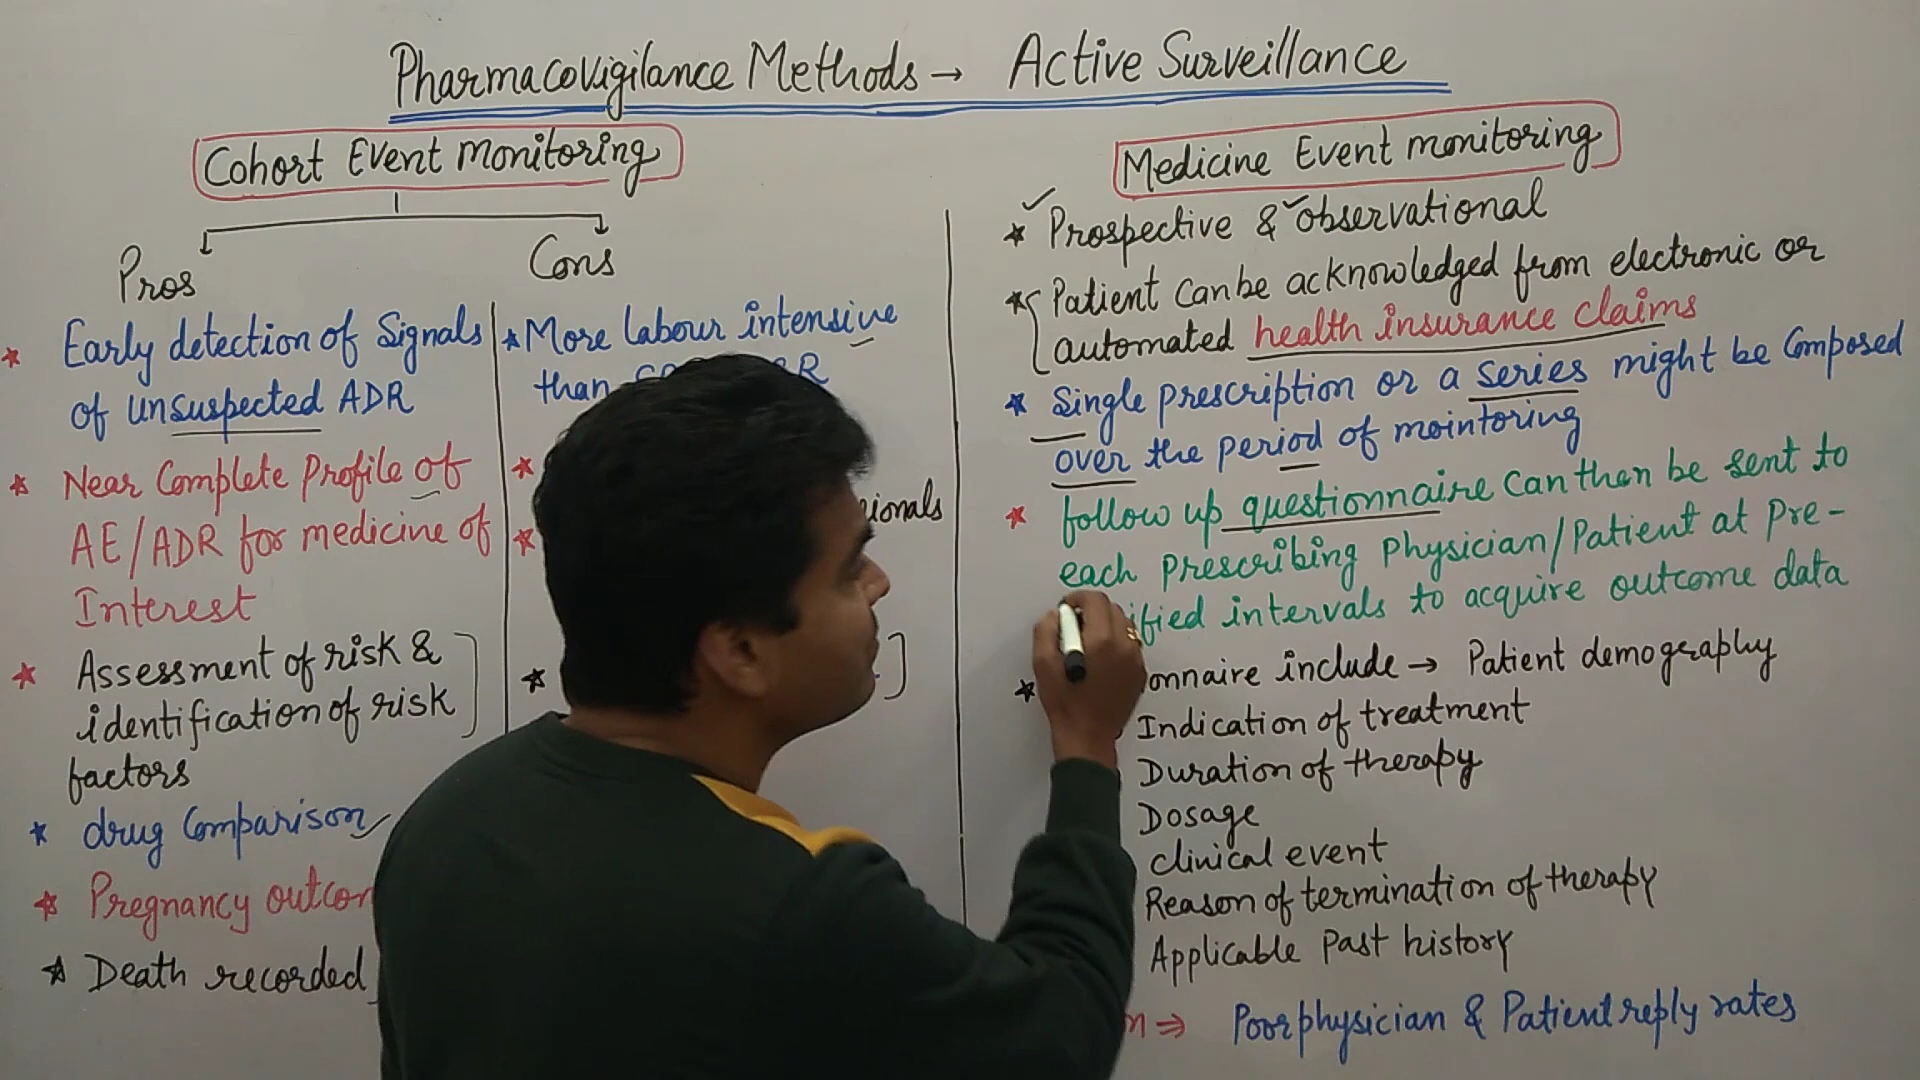 Pharmacovigilance Methods → Active Surveillance
Cohort Event monitoring
Pros
Cons
* Early detection of Signals
of unsuspected ADR
* Near Complete Profile of
AE/ADR for medicine of
Interest
* Assessment of risk &
identification of risk
factors
* drug Comparison
* Pregnancy
* Death recorded
* More labour intensive
than
Medicine Event monitoring
* Prospective & observational
* Patient can be acknowledged from electronic or
automated health insurance claims
* Single prescription or a series might be Composed
over the period of mointoring
* follow up questionnaire can then be sent to
each prescribing physician/Patient at pre-
intervals to acquire outcome data
include → Patient demography
Indication of treatment
Duration of therapy
Dosage
clinical event
Reason of termination of therapy
Applicable past history
⇒ Poor physician & Patient reply rates